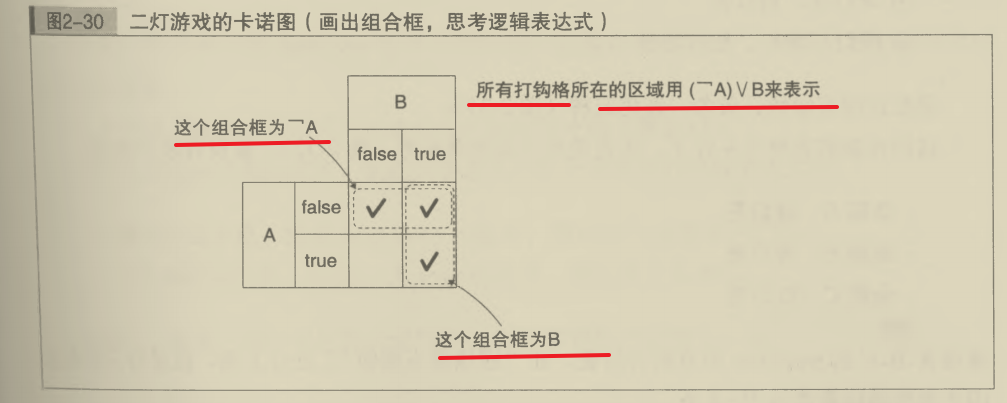 图2-30 二灯游戏的卡诺图（画出组合框，思考逻辑表达式）
所有打钩格所在的区域用 (￢A)∨B来表示
B
这个组合框为￢A
false true
false ✓ ✓
A
true ✓
这个组合框为B